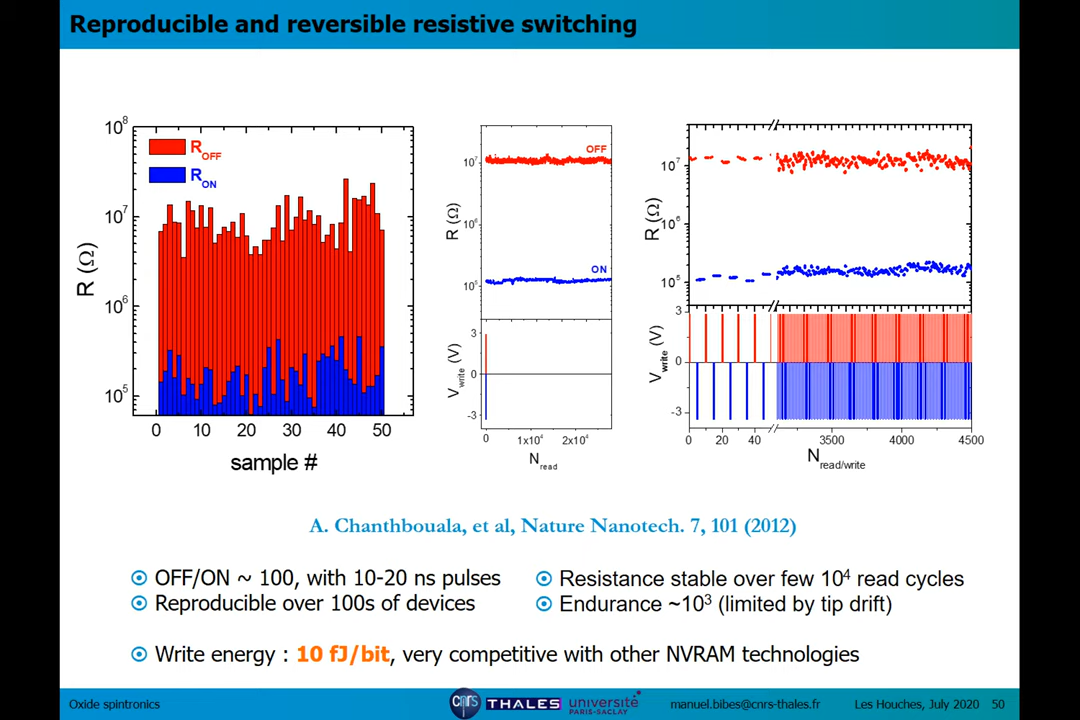 Reproducible and reversible resistive switching
10⁸
10⁷
10⁶
10⁵
R (Ω)
R_OFF
R_ON
0 10 20 30 40 50
sample #
10⁷
10⁶
10⁵
R (Ω)
OFF
ON
3
0
-3
V_write (V)
0 1x10⁴ 2x10⁴
N_read
10⁷
10⁶
10⁵
R (Ω)
3
0
-3
V_write (V)
0 20 40 3500 4000 4500
N_read/write
A. Chanthbouala, et al, Nature Nanotech. 7, 101 (2012)
OFF/ON ~ 100, with 10-20 ns pulses
Reproducible over 100s of devices
Resistance stable over few 10⁴ read cycles
Endurance ~10³ (limited by tip drift)
Write energy : 10 fJ/bit, very competitive with other NVRAM technologies
Oxide spintronics
cnrs
THALES
université
PARIS-SACLAY
manuel.bibes@cnrs-thales.fr
Les Houches, July 2020
50